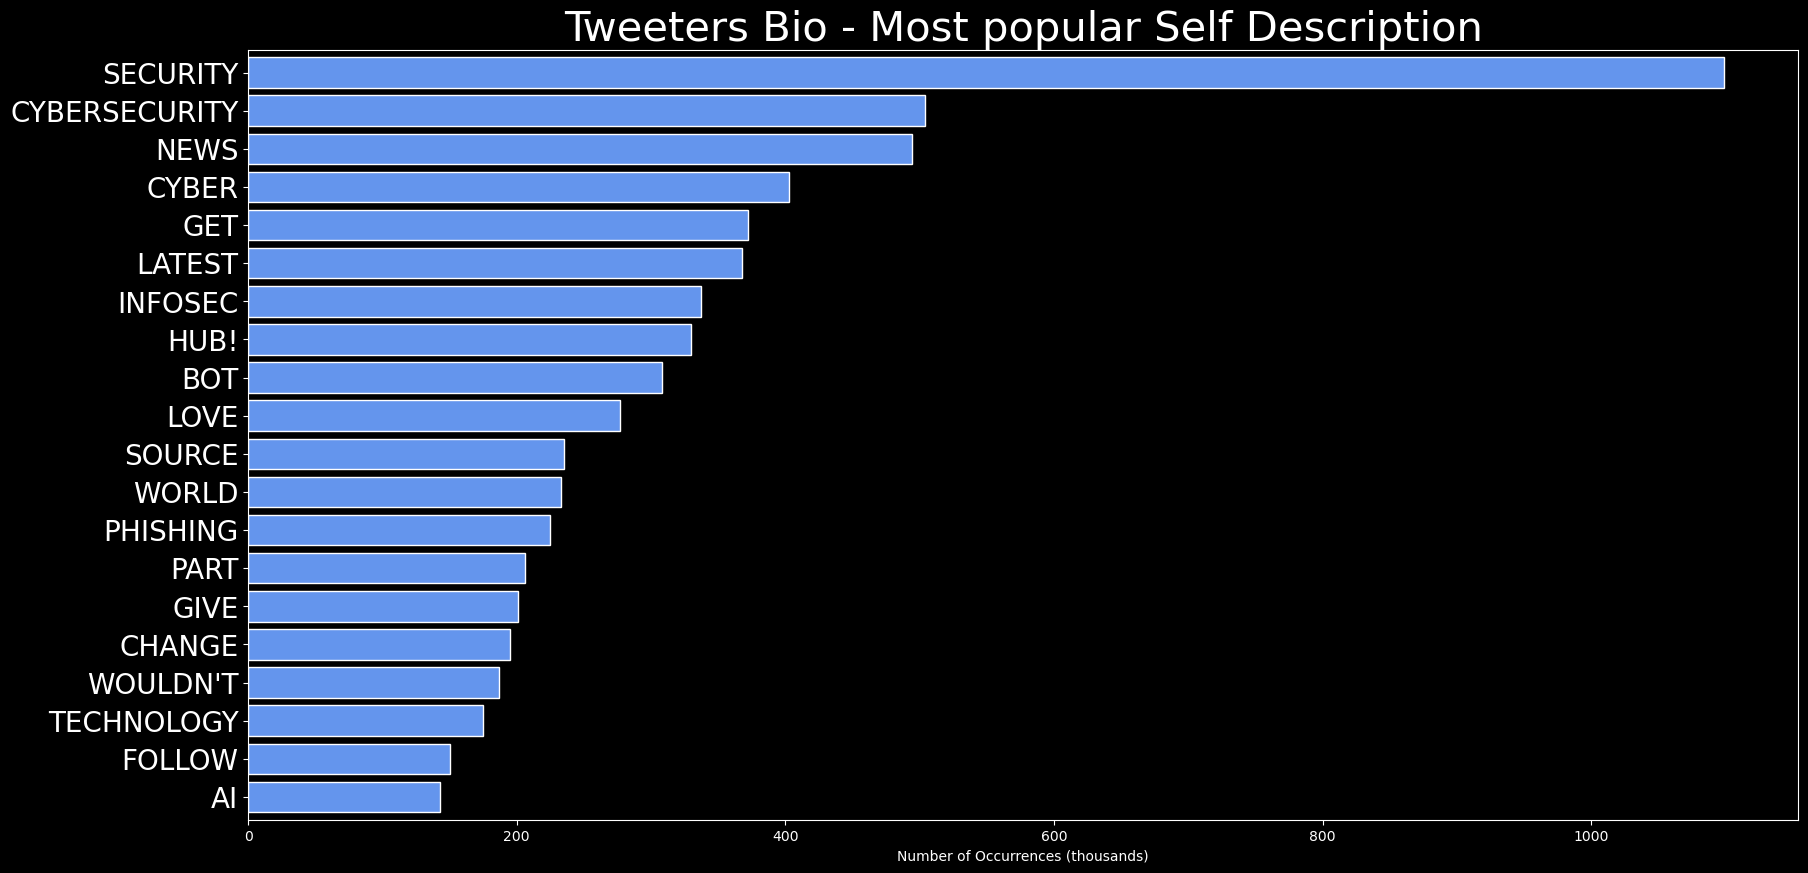 Tweeters Bio - Most popular Self Description
SECURITY
CYBERSECURITY
NEWS
CYBER
GET
LATEST
INFOSEC
HUB!
BOT
LOVE
SOURCE
WORLD
PHISHING
PART
GIVE
CHANGE
WOULDN'T
TECHNOLOGY
FOLLOW
AI
0 200 400 600 800 1000
Number of Occurrences (thousands)